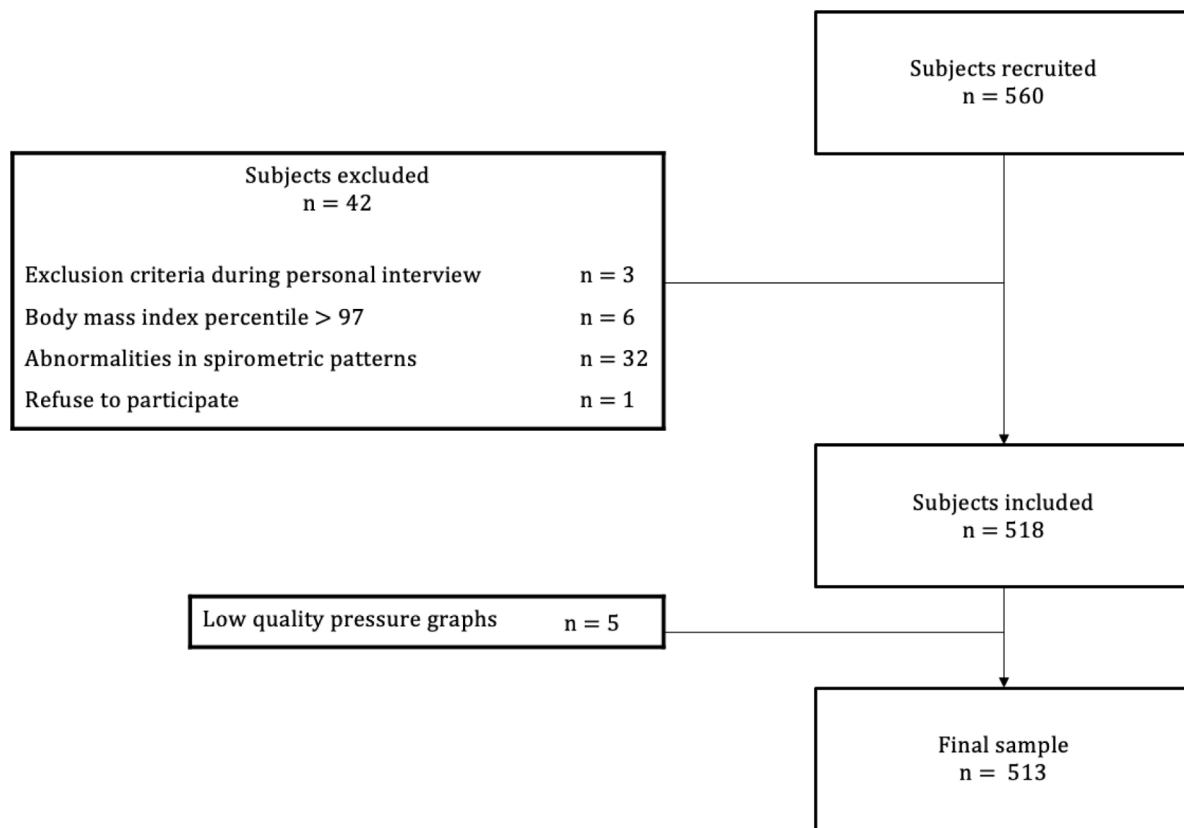 Subjects recruited
n = 560
Subjects excluded
n = 42
Exclusion criteria during personal interview n = 3
Body mass index percentile > 97 n = 6
Abnormalities in spirometric patterns n = 32
Refuse to participate n = 1
Subjects included
n = 518
Low quality pressure graphs n = 5
Final sample
n = 513